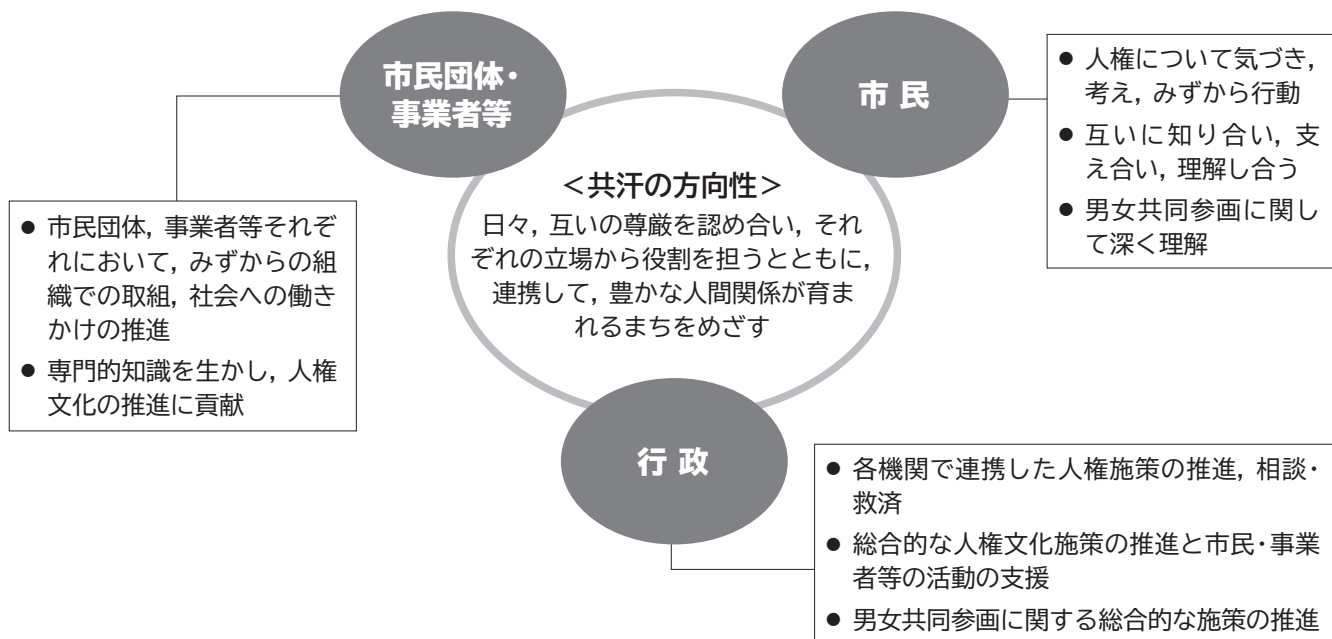 市民団体・
事業者等
市 民
● 人権について気づき，
考え，みずから行動
● 互いに知り合い，支
え合い，理解し合う
● 男女共同参画に関し
て深く理解
＜共汗の方向性＞
日々，互いの尊厳を認め合い，それ
ぞれの立場から役割を担うとともに，
連携して，豊かな人間関係が育ま
れるまちをめざす
● 市民団体，事業者等それぞ
れにおいて，みずからの組
織での取組，社会への働き
かけの推進
● 専門的知識を生かし，人権
文化の推進に貢献
行 政
● 各機関で連携した人権施策の推進，相談・
救済
● 総合的な人権文化施策の推進と市民・事業
者等の活動の支援
● 男女共同参画に関する総合的な施策の推進